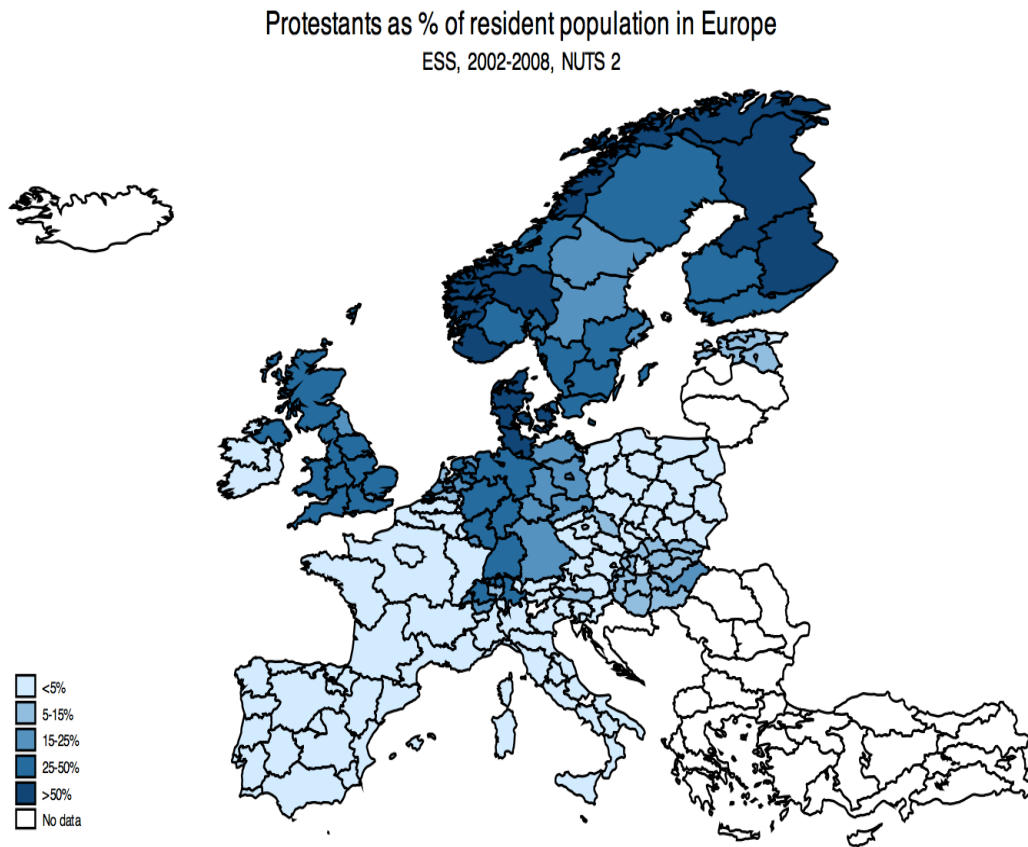 Protestants as % of resident population in Europe
ESS, 2002-2008, NUTS 2
<5%
5-15%
15-25%
25-50%
>50%
No data